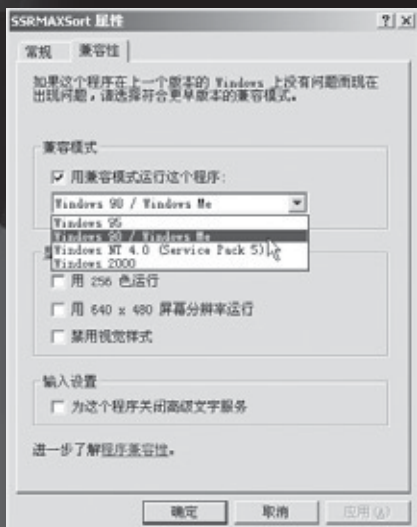 SSRMAXSort 属性
常规 兼容性
如果这个程序在上一个版本的 Windows 上没有问题而现在
出现问题，请选择符合更早版本的兼容模式。
兼容模式
用兼容模式运行这个程序:
Windows 98 / Windows Me
Windows 95
Windows 98 / Windows Me
Windows NT 4.0 (Service Pack 5)
Windows 2000
用 256 色运行
用 640 x 480 屏幕分辨率运行
禁用视觉样式
输入设置
为这个程序关闭高级文字服务
进一步了解程序兼容性。
确定 取消 应用(A)